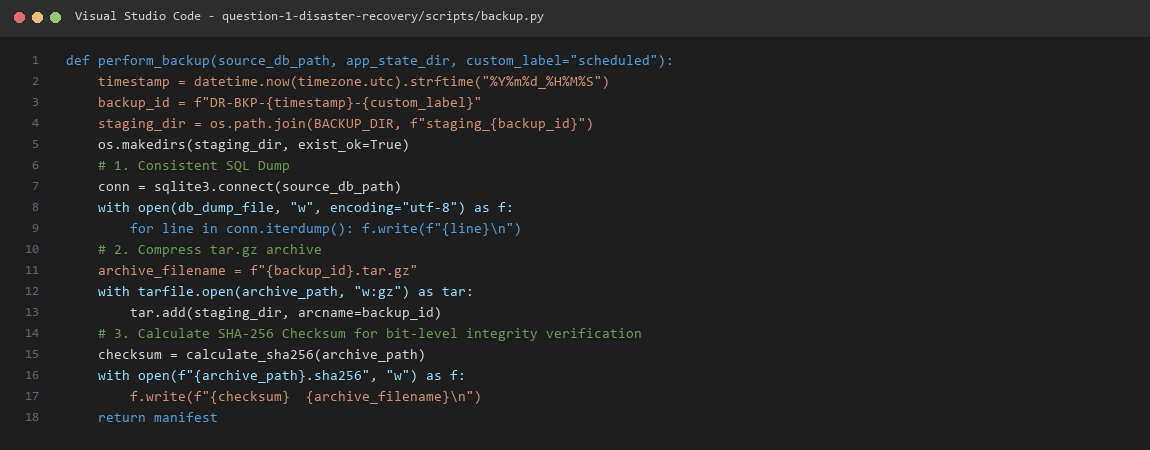 Visual Studio Code - question-1-disaster-recovery/scripts/backup.py
1 def perform_backup(source_db_path, app_state_dir, custom_label="scheduled"):
2     timestamp = datetime.now(timezone.utc).strftime("%Y%m%d_%H%M%S")
3     backup_id = f"DR-BKP-{timestamp}-{custom_label}"
4     staging_dir = os.path.join(BACKUP_DIR, f"staging_{backup_id}")
5     os.makedirs(staging_dir, exist_ok=True)
6     # 1. Consistent SQL Dump
7     conn = sqlite3.connect(source_db_path)
8     with open(db_dump_file, "w", encoding="utf-8") as f:
9         for line in conn.iterdump(): f.write(f"{line}\n")
10     # 2. Compress tar.gz archive
11     archive_filename = f"{backup_id}.tar.gz"
12     with tarfile.open(archive_path, "w:gz") as tar:
13         tar.add(staging_dir, arcname=backup_id)
14     # 3. Calculate SHA-256 Checksum for bit-level integrity verification
15     checksum = calculate_sha256(archive_path)
16     with open(f"{archive_path}.sha256", "w") as f:
17         f.write(f"{checksum}  {archive_filename}\n")
18     return manifest